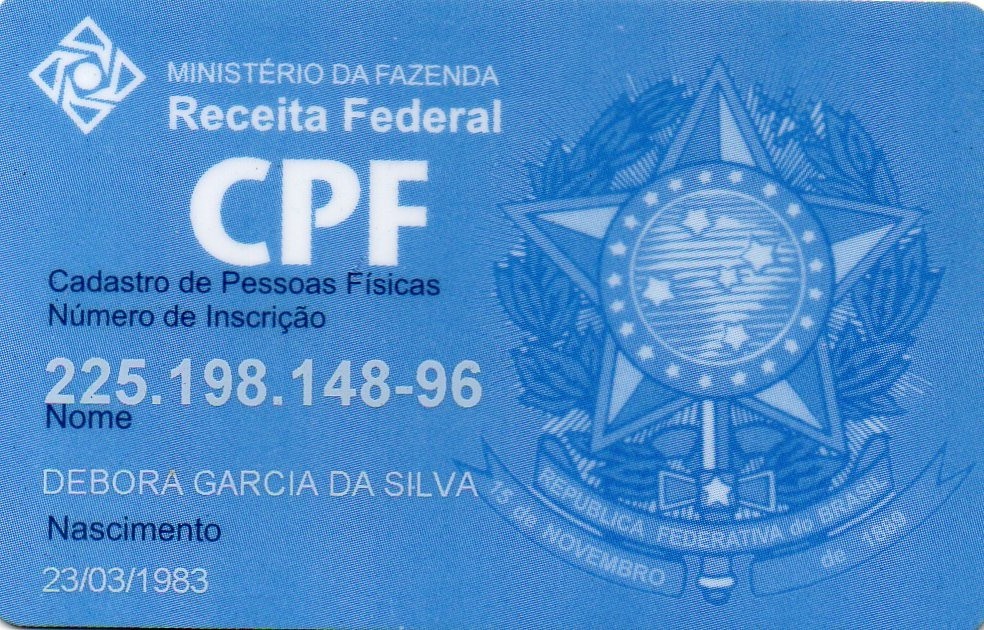 MINISTÉRIO DA FAZENDA
Receita Federal
CPF
Cadastro de Pessoas Físicas
Número de Inscrição
225.198.148-96
Nome
DEBORA GARCIA DA SILVA
Nascimento
23/03/1983
REPUBLICA FEDERATIVA do BRASIL
15 de NOVEMBRO de 1889